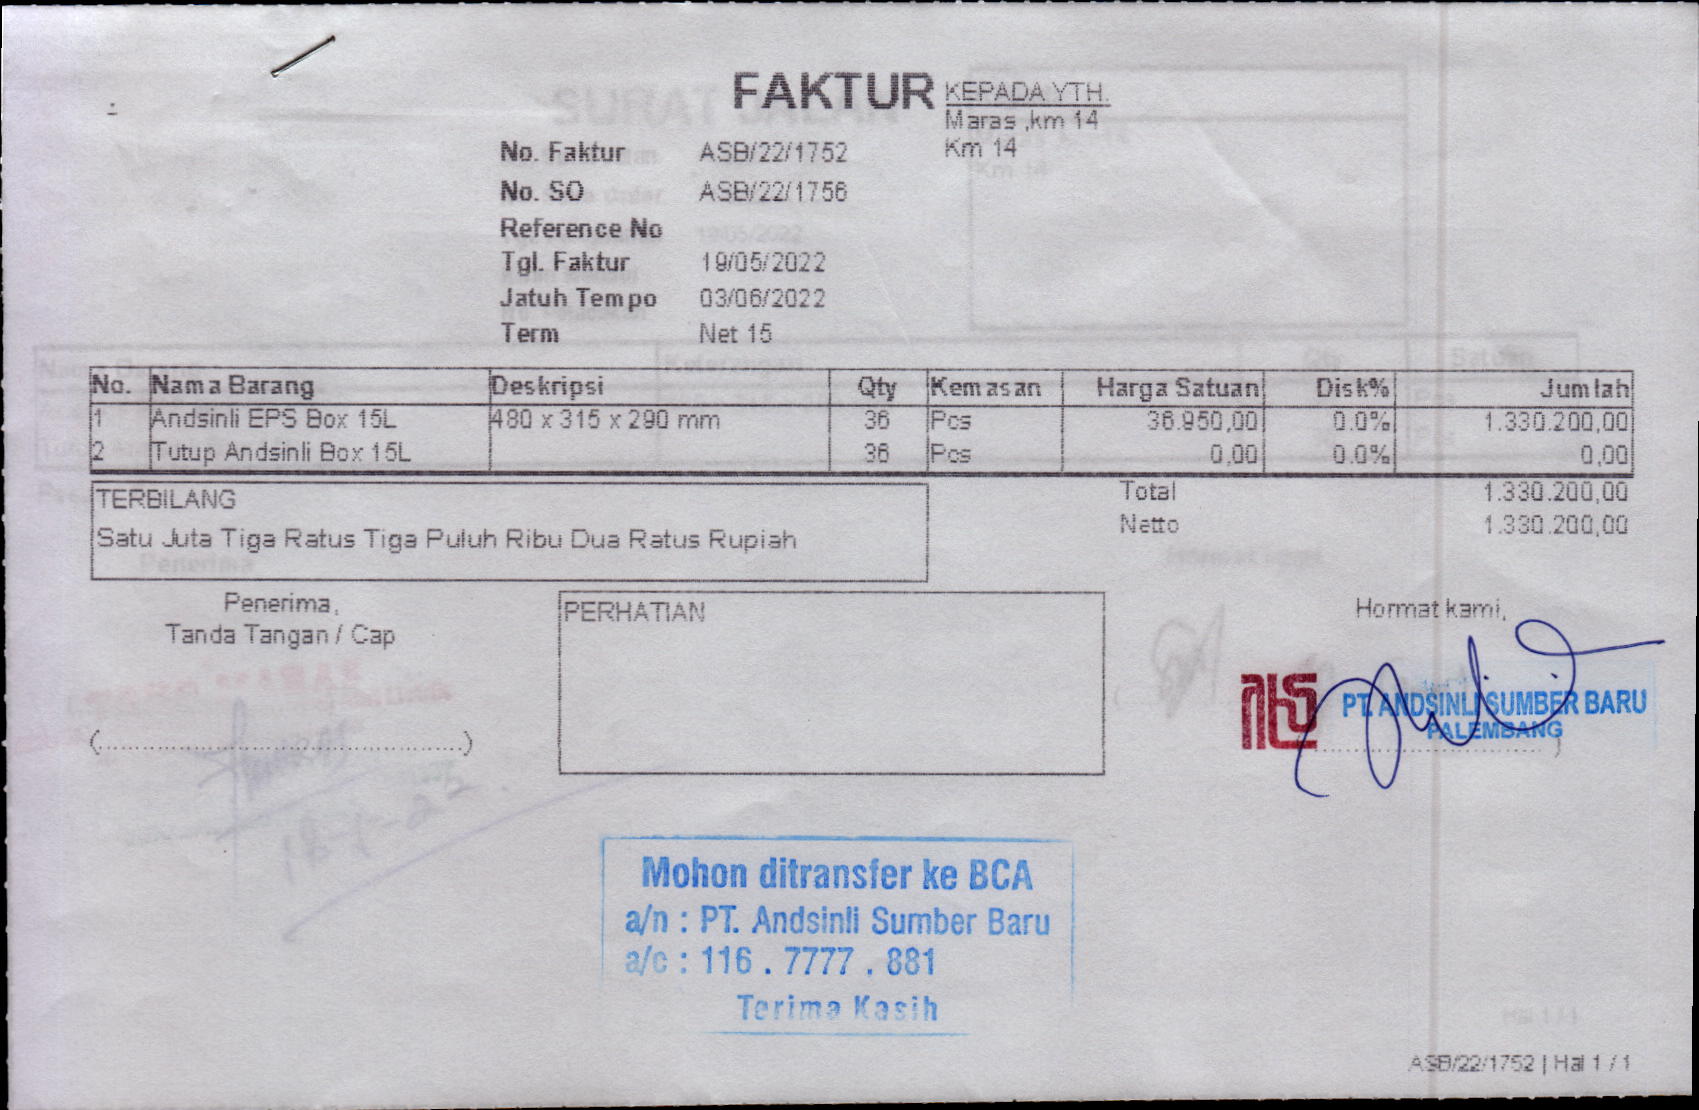 FAKTUR
KEPADA YTH.
Maras ,km 14
Km 14
No. Faktur ASB/22/1752
No. SO ASB/22/1756
Reference No
Tgl. Faktur 19/05/2022
Jatuh Tempo 03/06/2022
Term Net 15
No. Nama Barang Deskripsi Qty Kemasan Harga Satuan Disk% Jumlah
1 Andsinli EPS Box 15L 480 x 315 x 290 mm 36 Pcs 36.950,00 0.0% 1.330.200,00
2 Tutup Andsinli Box 15L 36 Pcs 0,00 0.0% 0,00
Total 1.330.200,00
Netto 1.330.200,00
TERBILANG
Satu Juta Tiga Ratus Tiga Puluh Ribu Dua Ratus Rupiah
Penerima,
Tanda Tangan / Cap
PERHATIAN
Hormat kami,
PT. ANDSINLI SUMBER BARU
PALEMBANG
Mohon ditransfer ke BCA
a/n : PT. Andsinli Sumber Baru
a/c : 116 . 7777 . 881
Terima Kasih
ASB/22/1752 | Hal 1 / 1